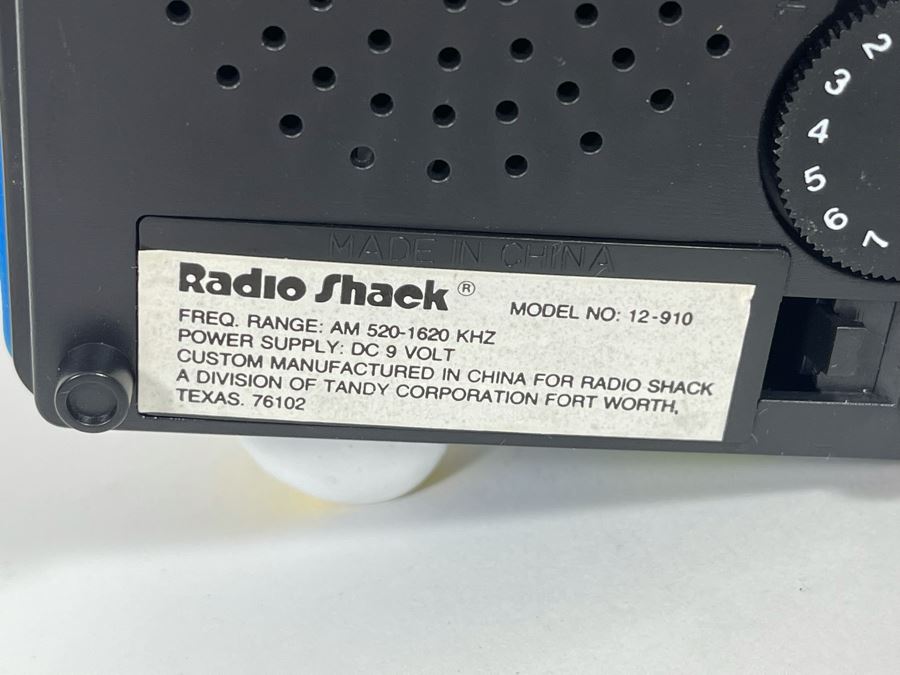 2
3
4
5
6
7
MADE IN CHINA
Radio Shack ®
MODEL NO: 12-910
FREQ. RANGE: AM 520-1620 KHZ
POWER SUPPLY: DC 9 VOLT
CUSTOM MANUFACTURED IN CHINA FOR RADIO SHACK
A DIVISION OF TANDY CORPORATION FORT WORTH,
TEXAS. 76102